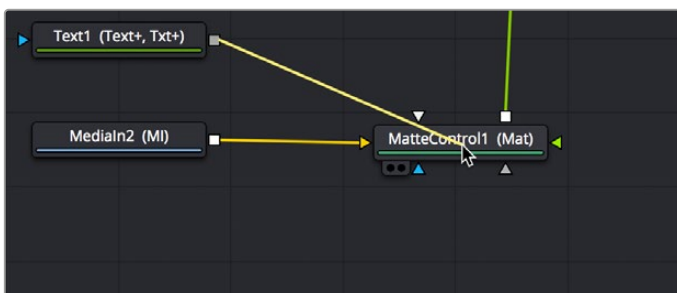 Text1 (Text+, Txt+)
MediaIn2 (MI)
MatteControl1 (Mat)